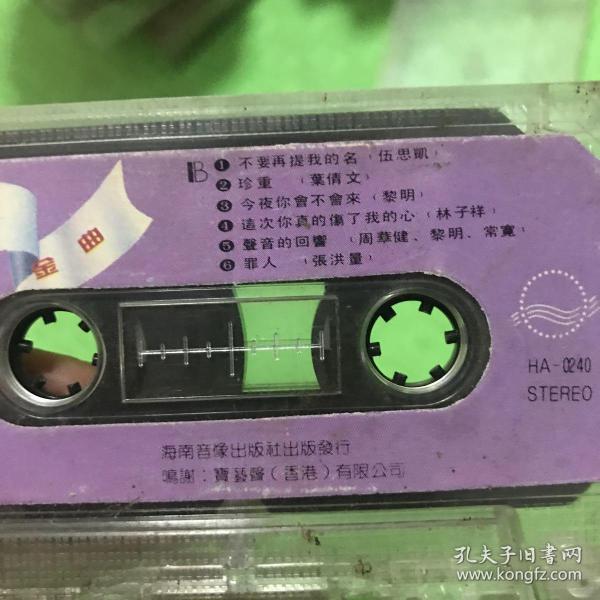 金曲
B
❶ 不要再提我的名（伍思凱）
❷ 珍重 （葉倩文）
❸ 今夜你會不會來（黎明）
❹ 這次你真的傷了我的心（林子祥）
❺ 聲音的回響 （周華健、黎明、常寬）
❻ 罪人 （張洪量）
HA-0240
STEREO
海南音像出版社出版發行
鳴謝：寶藝聲（香港）有限公司
孔夫子旧書网
www.kongfz.com